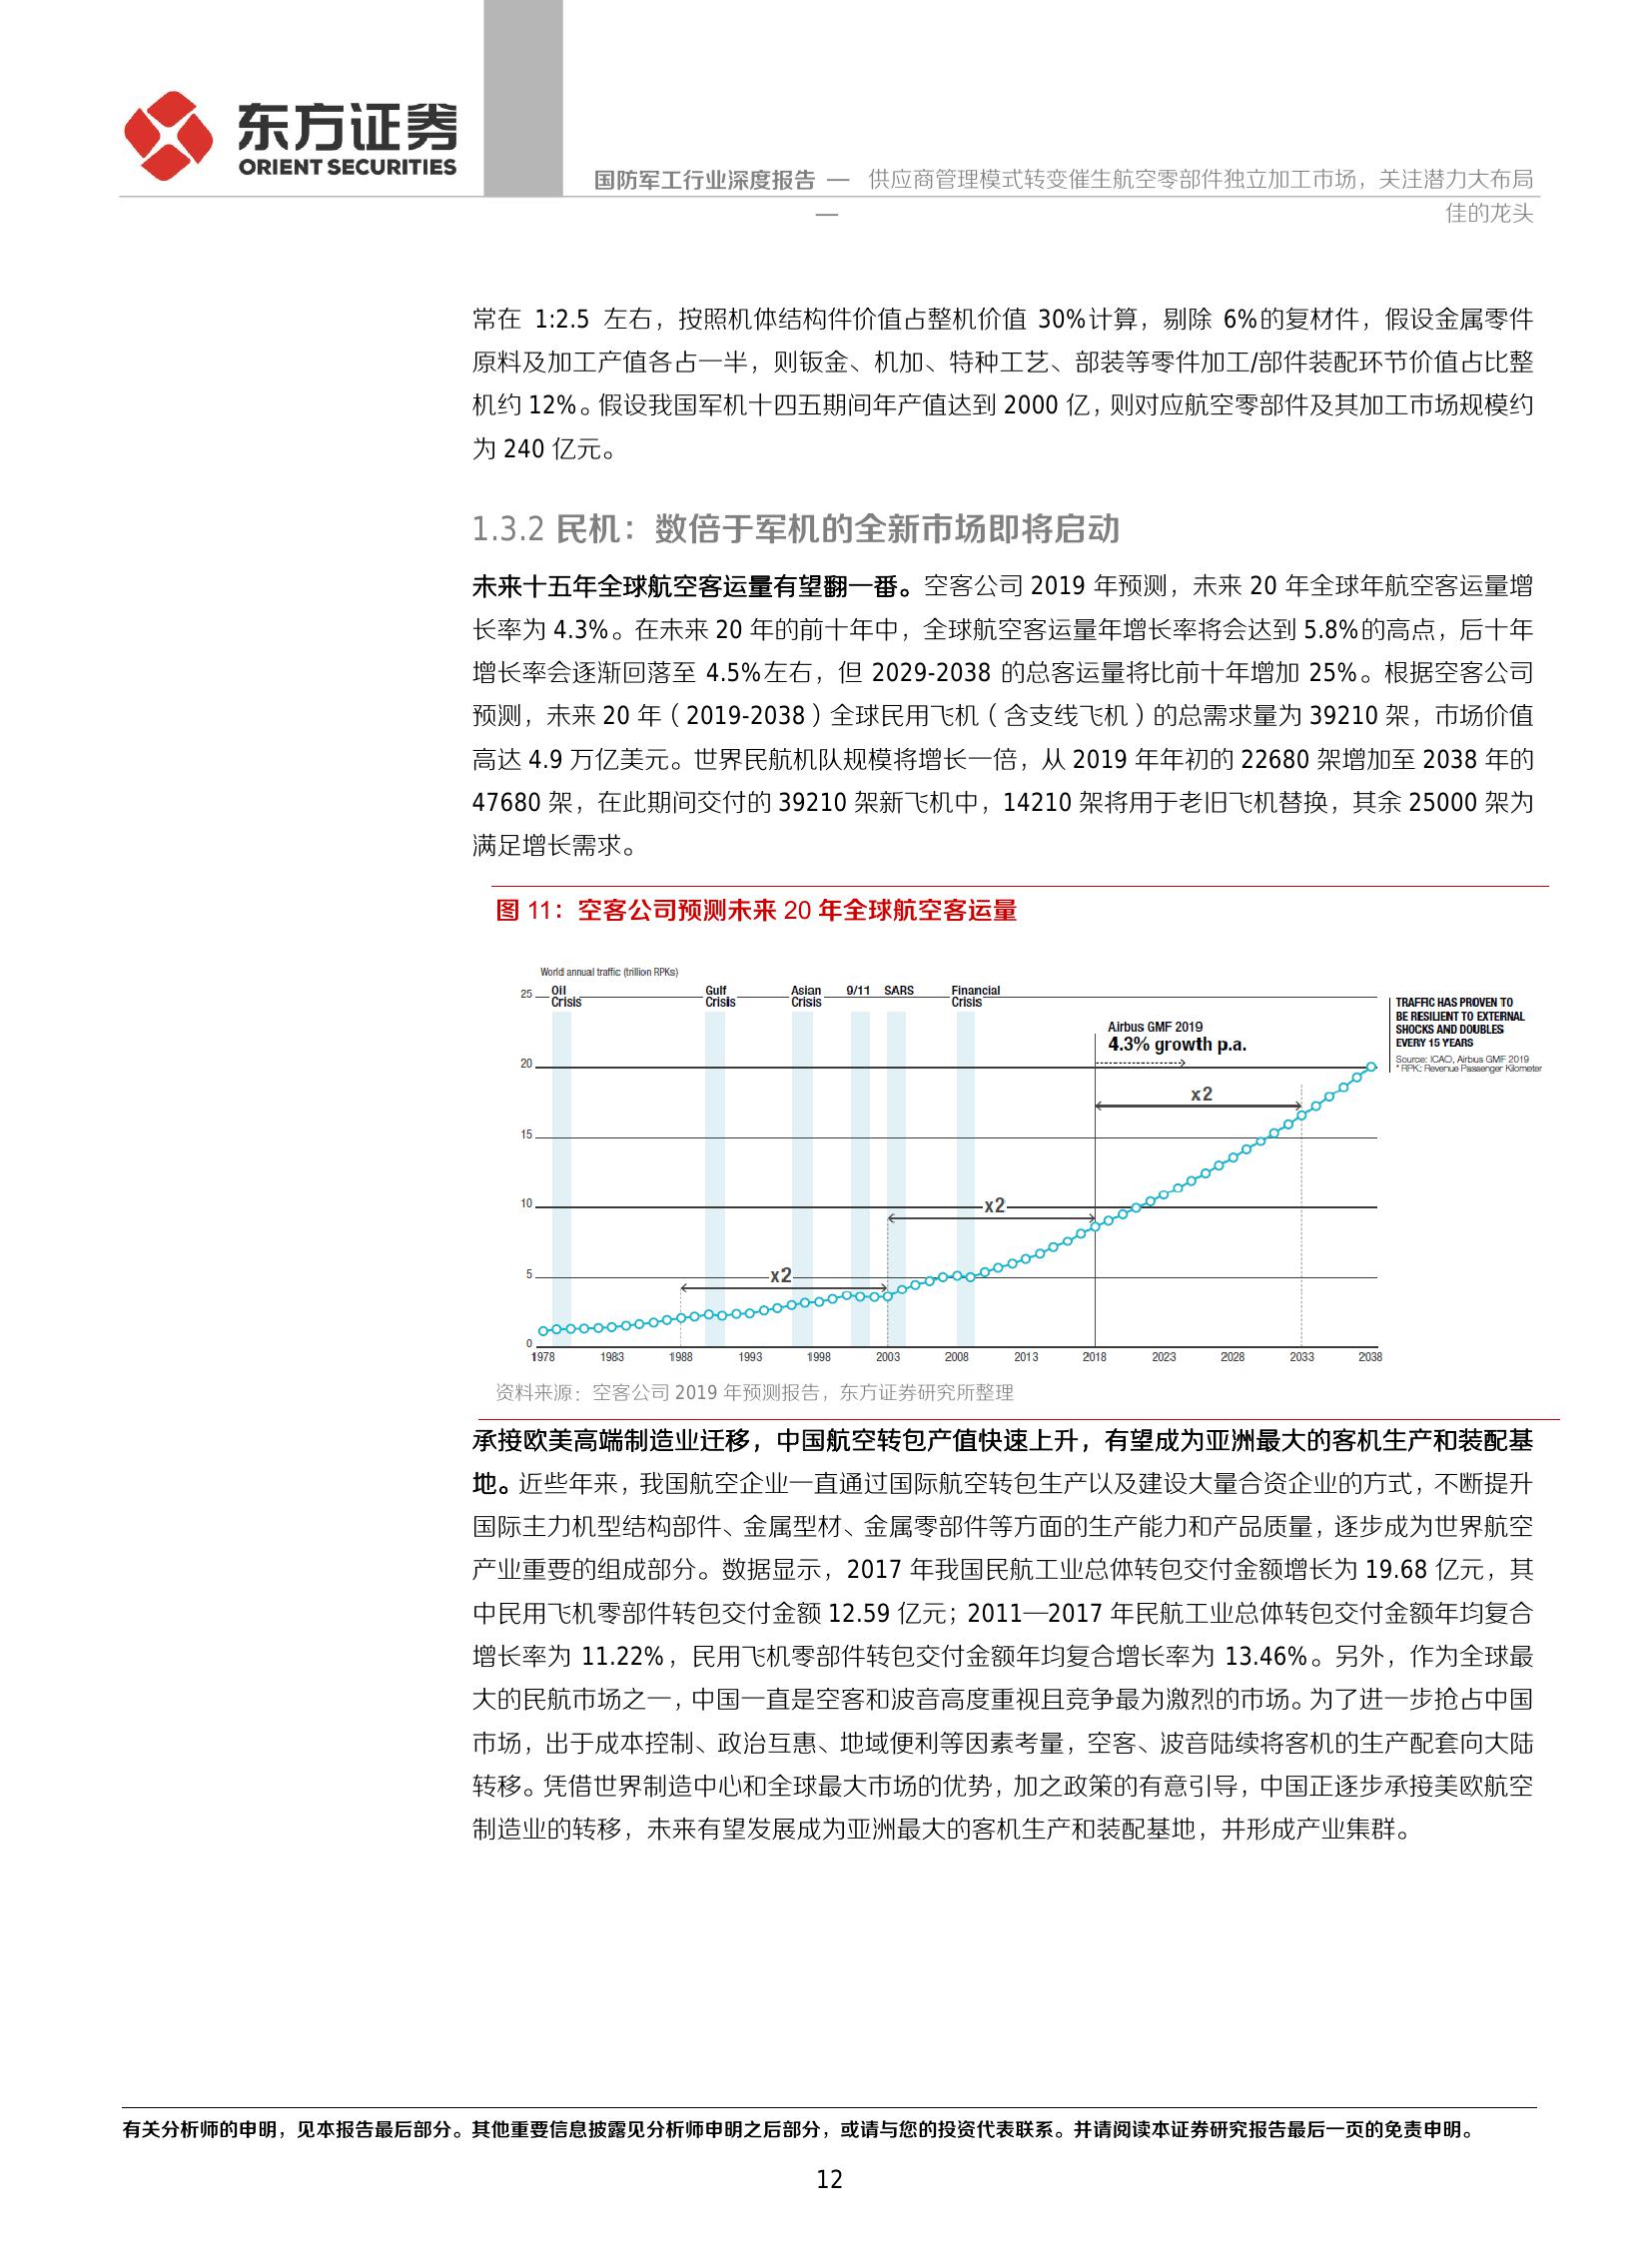 东方证券
ORIENT SECURITIES
国防军工行业深度报告 — 供应商管理模式转变催生航空零部件独立加工市场，关注潜力大布局
— 佳的龙头
常在 1:2.5 左右，按照机体结构件价值占整机价值 30%计算，剔除 6%的复材件，假设金属零件
原料及加工产值各占一半，则钣金、机加、特种工艺、部装等零件加工/部件装配环节价值占比整
机约 12%。假设我国军机十四五期间年产值达到 2000 亿，则对应航空零部件及其加工市场规模约
为 240 亿元。
1.3.2 民机：数倍于军机的全新市场即将启动
未来十五年全球航空客运量有望翻一番。空客公司 2019 年预测，未来 20 年全球年航空客运量增
长率为 4.3%。在未来 20 年的前十年中，全球航空客运量年增长率将会达到 5.8%的高点，后十年
增长率会逐渐回落至 4.5%左右，但 2029-2038 的总客运量将比前十年增加 25%。根据空客公司
预测，未来 20 年（2019-2038）全球民用飞机（含支线飞机）的总需求量为 39210 架，市场价值
高达 4.9 万亿美元。世界民航机队规模将增长一倍，从 2019 年年初的 22680 架增加至 2038 年的
47680 架，在此期间交付的 39210 架新飞机中，14210 架将用于老旧飞机替换，其余 25000 架为
满足增长需求。
图 11：空客公司预测未来 20 年全球航空客运量
World annual traffic (trillion RPKs)
25
Oil
Crisis
Gulf
Crisis
Asian
Crisis
9/11
SARS
Financial
Crisis
TRAFFIC HAS PROVEN TO
BE RESILIENT TO EXTERNAL
SHOCKS AND DOUBLES
EVERY 15 YEARS
Source: ICAO, Airbus GMF 2019
* RPK: Revenue Passenger Kilometer
Airbus GMF 2019
4.3% growth p.a.
20
x2
15
10
x2
5
x2
0
1978 1983 1988 1993 1998 2003 2008 2013 2018 2023 2028 2033 2038
资料来源：空客公司 2019 年预测报告，东方证券研究所整理
承接欧美高端制造业迁移，中国航空转包产值快速上升，有望成为亚洲最大的客机生产和装配基
地。近些年来，我国航空企业一直通过国际航空转包生产以及建设大量合资企业的方式，不断提升
国际主力机型结构部件、金属型材、金属零部件等方面的生产能力和产品质量，逐步成为世界航空
产业重要的组成部分。数据显示，2017 年我国民航工业总体转包交付金额增长为 19.68 亿元，其
中民用飞机零部件转包交付金额 12.59 亿元；2011—2017 年民航工业总体转包交付金额年均复合
增长率为 11.22%，民用飞机零部件转包交付金额年均复合增长率为 13.46%。另外，作为全球最
大的民航市场之一，中国一直是空客和波音高度重视且竞争最为激烈的市场。为了进一步抢占中国
市场，出于成本控制、政治互惠、地域便利等因素考量，空客、波音陆续将客机的生产配套向大陆
转移。凭借世界制造中心和全球最大市场的优势，加之政策的有意引导，中国正逐步承接美欧航空
制造业的转移，未来有望发展成为亚洲最大的客机生产和装配基地，并形成产业集群。
有关分析师的申明，见本报告最后部分。其他重要信息披露见分析师申明之后部分，或请与您的投资代表联系。并请阅读本证券研究报告最后一页的免责申明。
12